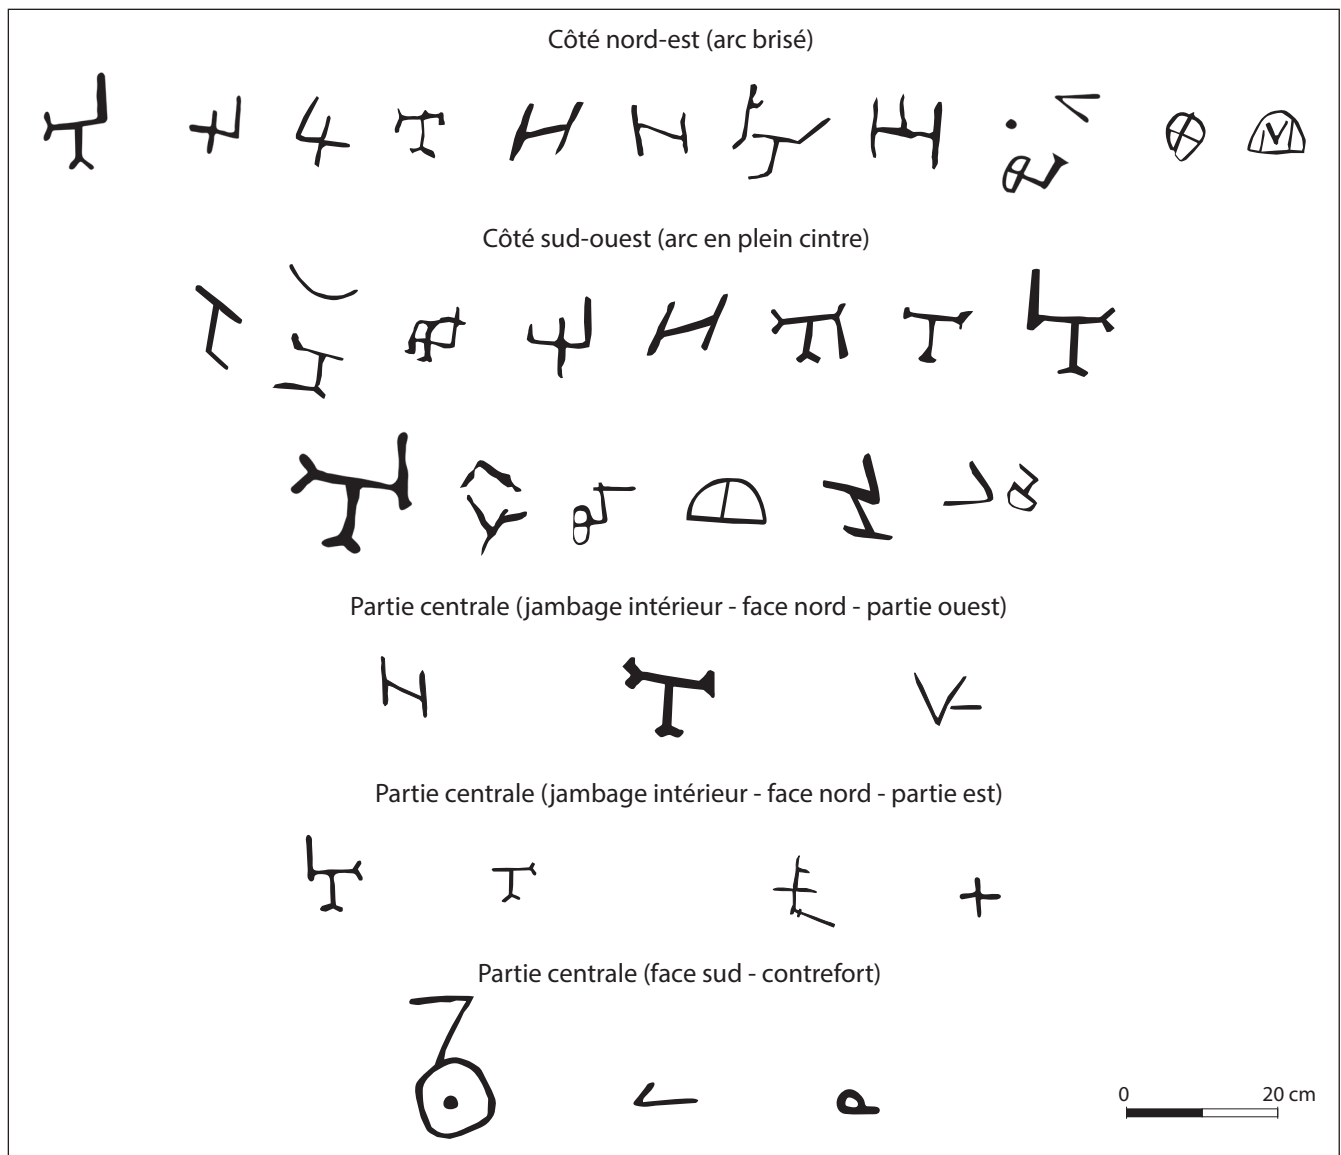 Côté nord-est (arc brisé)
Côté sud-ouest (arc en plein cintre)
Partie centrale (jambage intérieur - face nord - partie ouest)
Partie centrale (jambage intérieur - face nord - partie est)
Partie centrale (face sud - contrefort)
0 20 cm